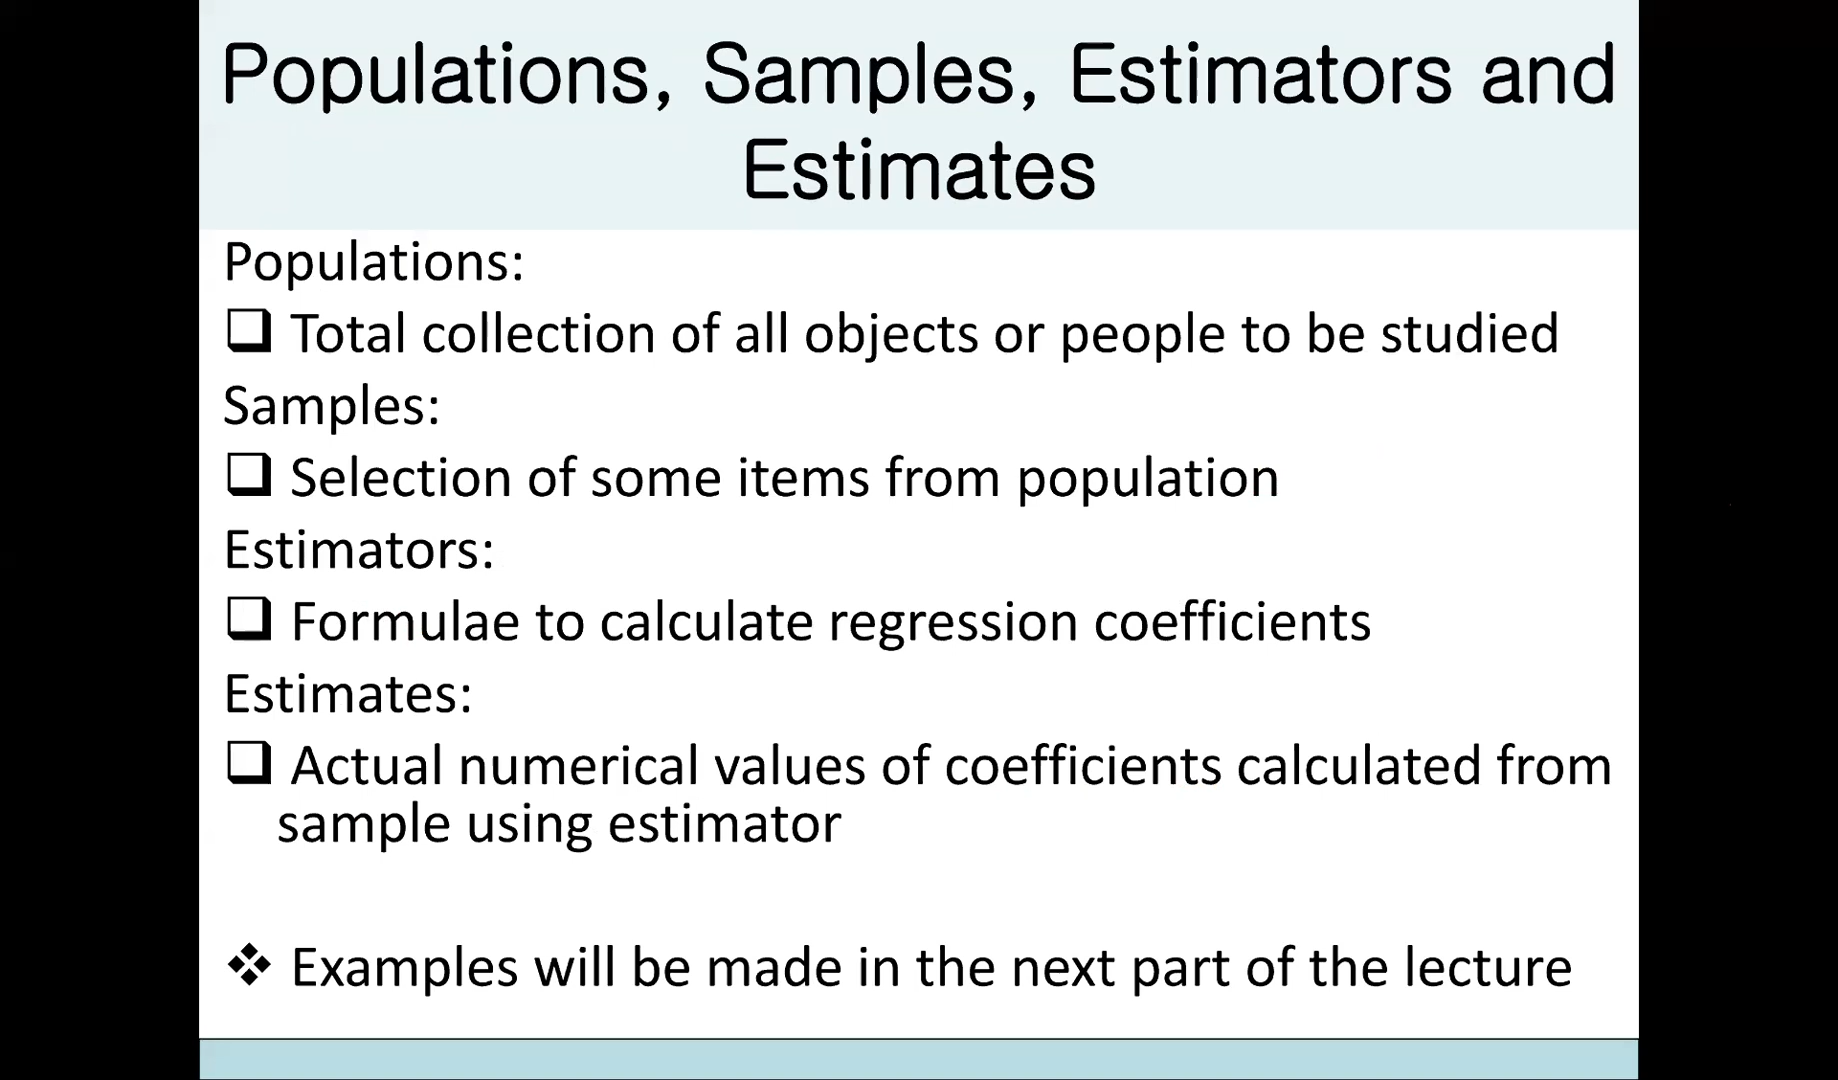 Populations, Samples, Estimators and
Estimates
Populations:
❑ Total collection of all objects or people to be studied
Samples:
❑ Selection of some items from population
Estimators:
❑ Formulae to calculate regression coefficients
Estimates:
❑ Actual numerical values of coefficients calculated from
sample using estimator
❖ Examples will be made in the next part of the lecture